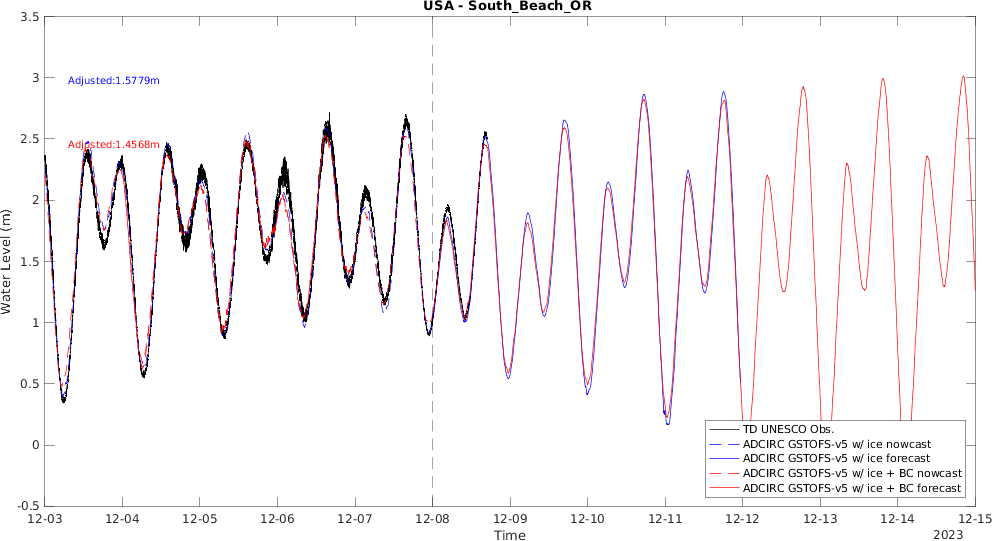 USA - South_Beach_OR
3.5
3
2.5
2
1.5
1
0.5
0
-0.5
Water Level (m)
Adjusted:1.5779m
Adjusted:1.4568m
TD UNESCO Obs.
ADCIRC GSTOFS-v5 w/ ice nowcast
ADCIRC GSTOFS-v5 w/ ice forecast
ADCIRC GSTOFS-v5 w/ ice + BC nowcast
ADCIRC GSTOFS-v5 w/ ice + BC forecast
12-03 12-04 12-05 12-06 12-07 12-08 12-09 12-10 12-11 12-12 12-13 12-14 12-15
Time
2023